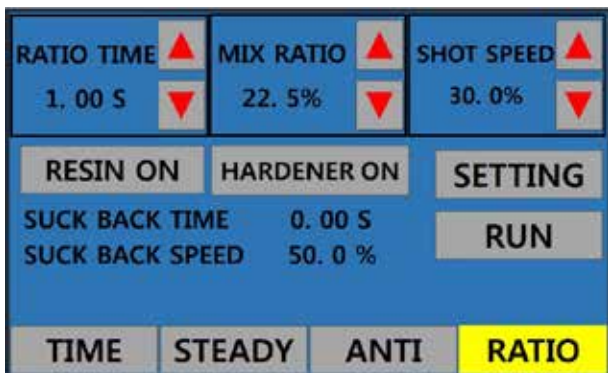 RATIO TIME
1. 00 S
MIX RATIO
22. 5%
SHOT SPEED
30. 0%
RESIN ON
HARDENER ON
SETTING
SUCK BACK TIME 0. 00 S
SUCK BACK SPEED 50. 0 %
RUN
TIME STEADY ANTI RATIO